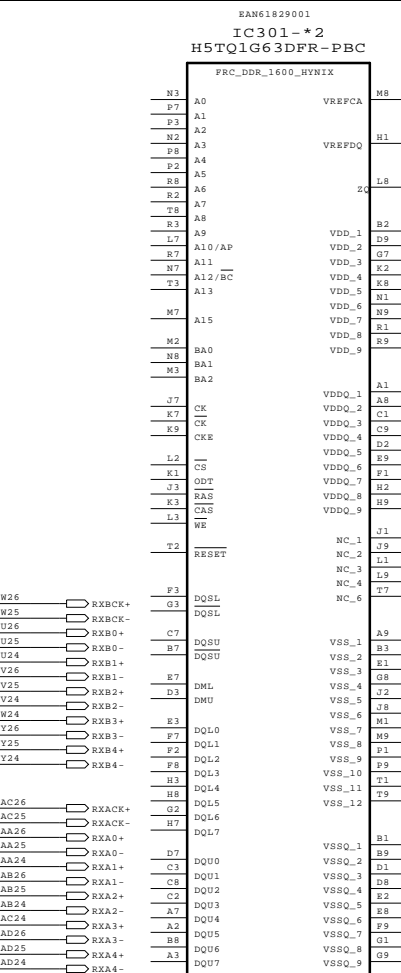 EAN61829001
IC301-*2
H5TQ1G63DFR-PBC
FRC_DDR_1600_HYNIX
N3 A0 VREFCA M8
P7 A1
P3 A2
N2 A3 VREFDQ H1
P8 A4
P2 A5
R8 A6 ZQ L8
R2 A7
T8 A8
R3 A9 VDD_1 B2
L7 A10/AP VDD_2 D9
R7 A11 VDD_3 G7
N7 A12/BC VDD_4 K2
T3 A13 VDD_5 K8
VDD_6 N1
M7 A15 VDD_7 N9
VDD_8 R1
M2 BA0 VDD_9 R9
N8 BA1
M3 BA2
VDDQ_1 A1
J7 CK VDDQ_2 A8
K7 CK VDDQ_3 C1
K9 CKE VDDQ_4 C9
VDDQ_5 D2
L2 CS VDDQ_6 E9
K1 ODT VDDQ_7 F1
J3 RAS VDDQ_8 H2
K3 CAS VDDQ_9 H9
L3 WE
NC_1 J1
T2 RESET NC_2 J9
NC_3 L1
NC_4 L9
F3 DQSL NC_6 T7
G3 DQSL
C7 DQSU VSS_1 A9
B7 DQSU VSS_2 B3
VSS_3 E1
E7 DML VSS_4 G8
D3 DMU VSS_5 J2
VSS_6 J8
E3 DQL0 VSS_7 M1
F7 DQL1 VSS_8 M9
F2 DQL2 VSS_9 P1
F8 DQL3 VSS_10 P9
H3 DQL4 VSS_11 T1
H8 DQL5 VSS_12 T9
G2 DQL6
H7 DQL7
VSSQ_1 B1
D7 DQU0 VSSQ_2 B9
C3 DQU1 VSSQ_3 D1
C8 DQU2 VSSQ_4 D8
C2 DQU3 VSSQ_5 E2
A7 DQU4 VSSQ_6 E8
A2 DQU5 VSSQ_7 F9
B8 DQU6 VSSQ_8 G1
A3 DQU7 VSSQ_9 G9
W26 RXBCK+
W25 RXBCK-
U26 RXB0+
U25 RXB0-
U24 RXB1+
V26 RXB1-
V25 RXB2+
V24 RXB2-
W24 RXB3+
Y26 RXB3-
Y25 RXB4+
Y24 RXB4-
AC26 RXACK+
AC25 RXACK-
AA26 RXA0+
AA25 RXA0-
AA24 RXA1+
AB26 RXA1-
AB25 RXA2+
AB24 RXA2-
AC24 RXA3+
AD26 RXA3-
AD25 RXA4+
AD24 RXA4-